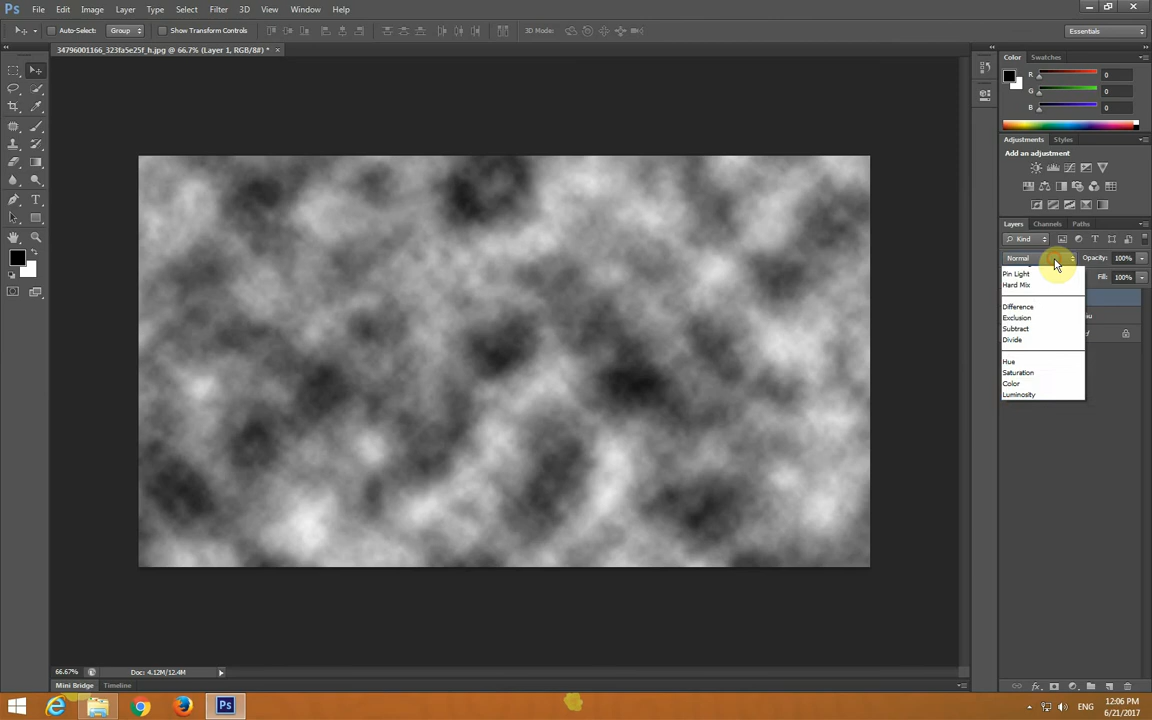 Ps File Edit Image Layer Type Select Filter 3D View Window Help
Auto-Select: Group Show Transform Controls 3D Mode: Essentials
34796001166_323fa5e25f_h.jpg @ 66.7% (Layer 1, RGB/8#) * ×
Color Swatches
R 0
G 0
B 0
Adjustments Styles
Add an adjustment
Layers Channels Paths
Kind
Normal Opacity: 100%
Fill: 100%
Pin Light
Hard Mix
Difference
Exclusion
Subtract
Divide
Hue
Saturation
Color
Luminosity
T
66.67% Doc: 4.12M/12.4M
Mini Bridge Timeline
fx
Ps ENG 12:06 PM
6/21/2017